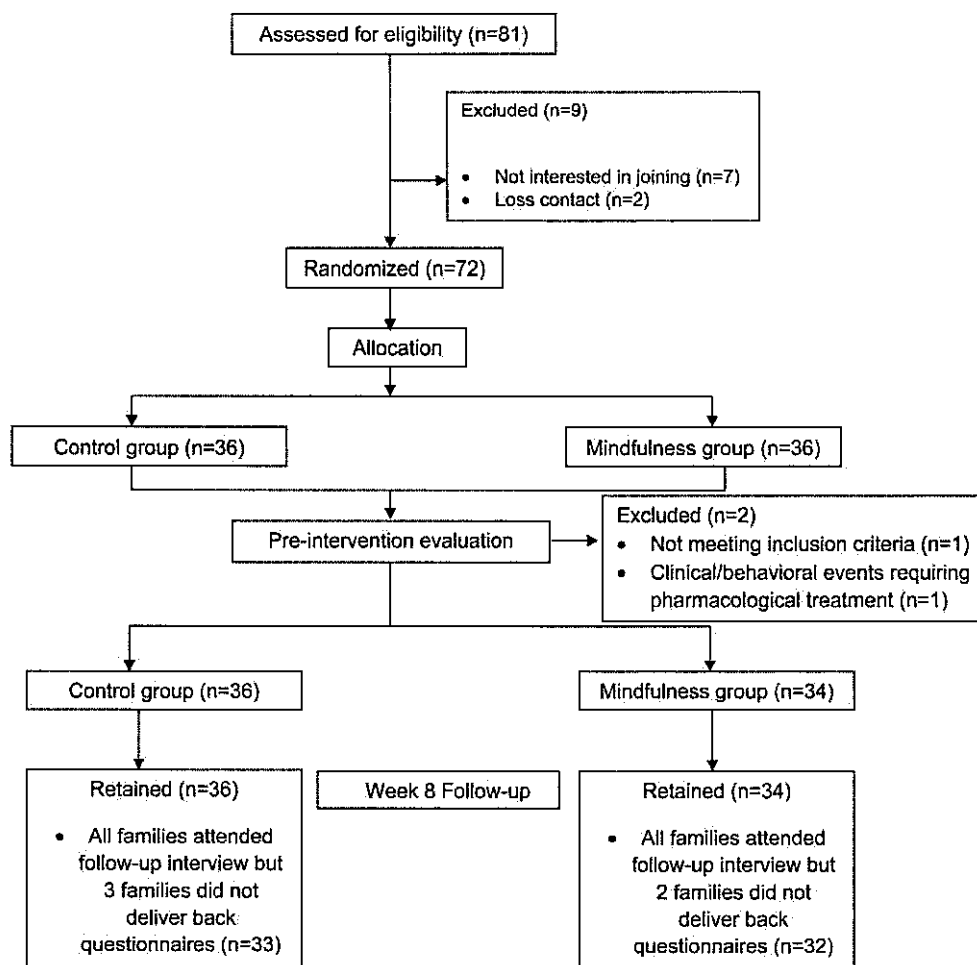 Assessed for eligibility (n=81)
Excluded (n=9)
• Not interested in joining (n=7)
• Loss contact (n=2)
Randomized (n=72)
Allocation
Control group (n=36)
Mindfulness group (n=36)
Pre-intervention evaluation
Excluded (n=2)
• Not meeting inclusion criteria (n=1)
• Clinical/behavioral events requiring
pharmacological treatment (n=1)
Control group (n=36)
Mindfulness group (n=34)
Retained (n=36)
• All families attended
follow-up interview but
3 families did not
deliver back
questionnaires (n=33)
Week 8 Follow-up
Retained (n=34)
• All families attended
follow-up interview but
2 families did not
deliver back
questionnaires (n=32)